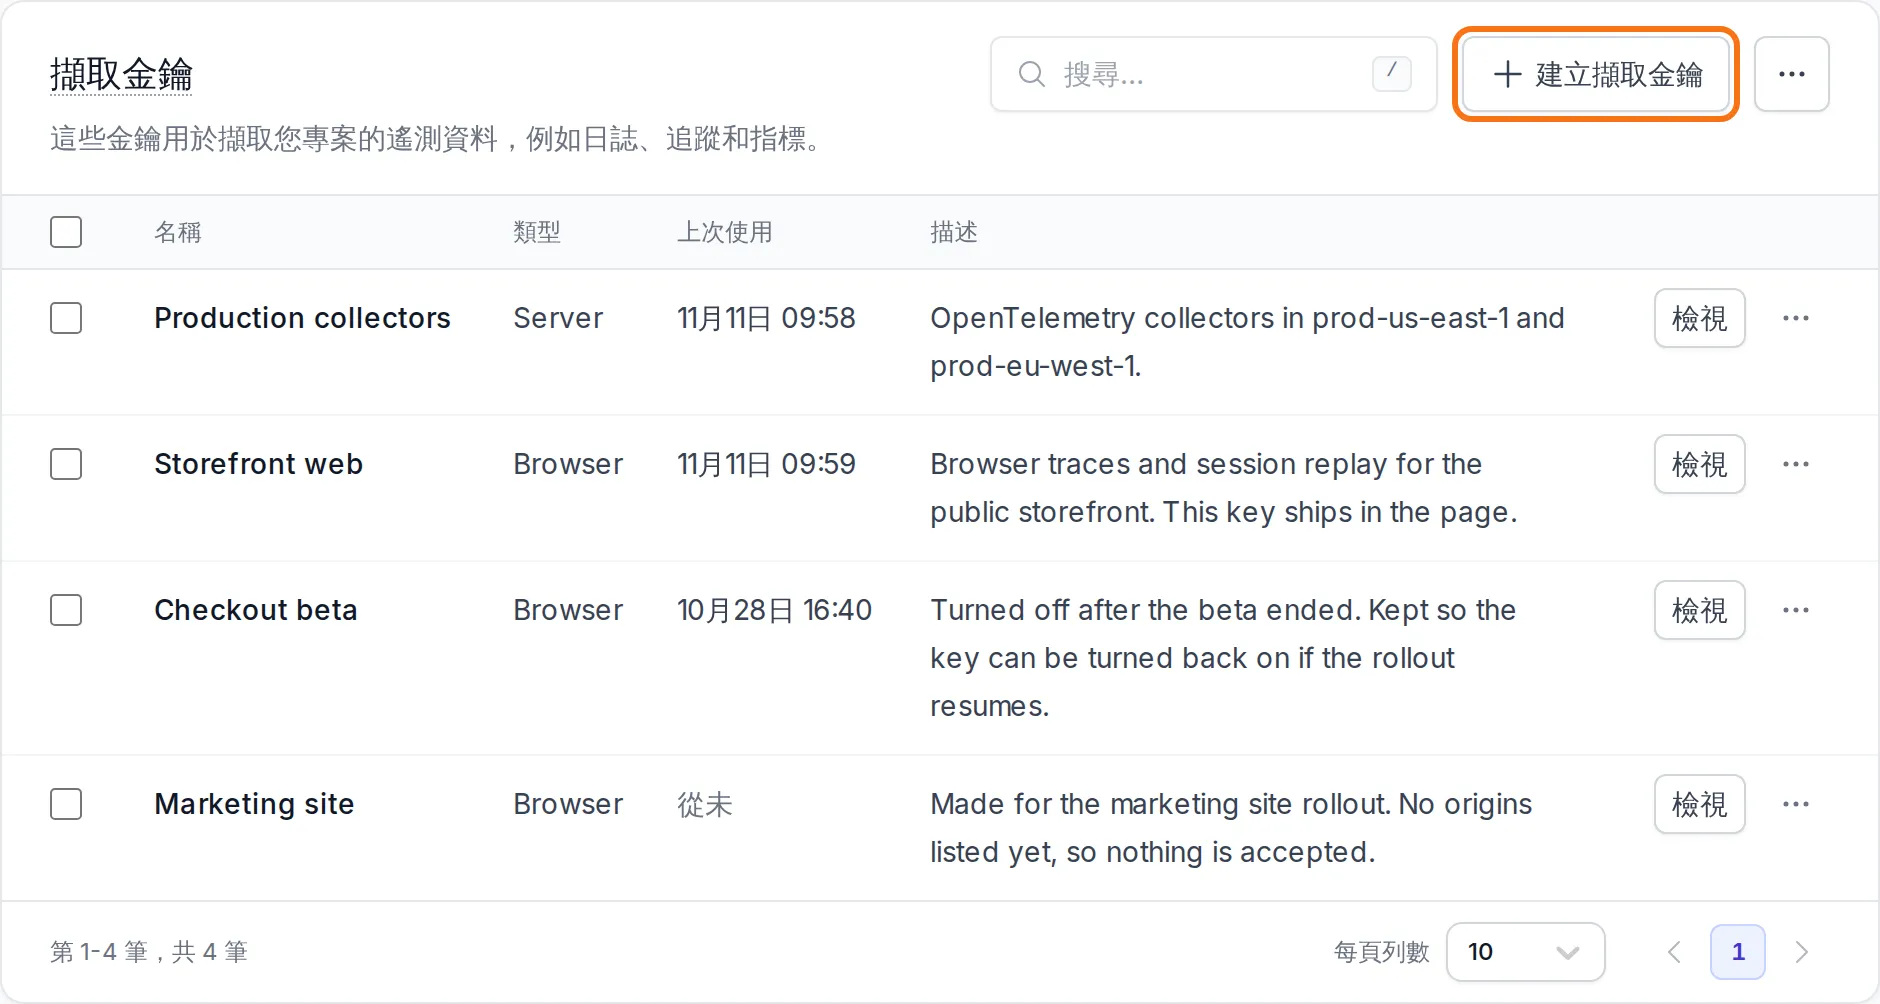 擷取金鑰
搜尋...
/
建立擷取金鑰
這些金鑰用於擷取您專案的遙測資料，例如日誌、追蹤和指標。
名稱 類型 上次使用 描述
Production collectors Server 11月11日 09:58 OpenTelemetry collectors in prod-us-east-1 and 檢視
prod-eu-west-1.
Storefront web Browser 11月11日 09:59 Browser traces and session replay for the 檢視
public storefront. This key ships in the page.
Checkout beta Browser 10月28日 16:40 Turned off after the beta ended. Kept so the 檢視
key can be turned back on if the rollout
resumes.
Marketing site Browser 從未 Made for the marketing site rollout. No origins 檢視
listed yet, so nothing is accepted.
第 1-4 筆，共 4 筆 每頁列數 10 1